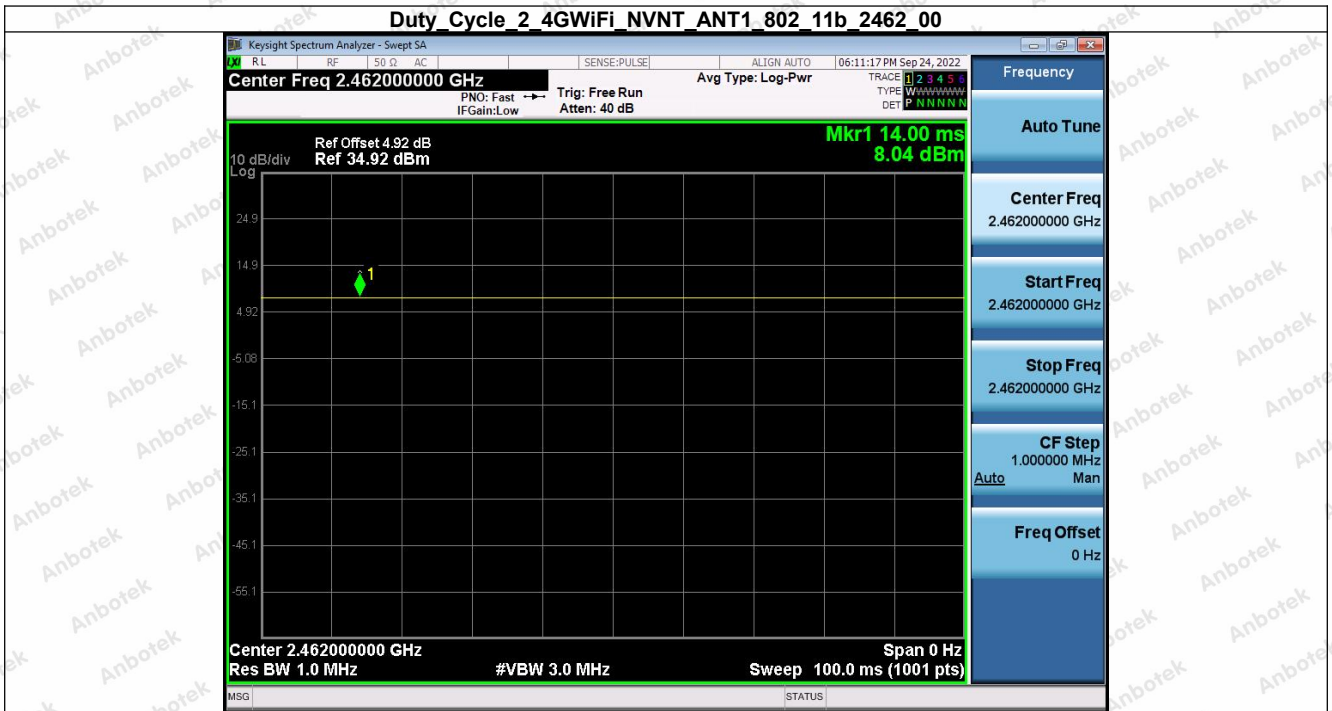 Duty_Cycle_2_4GWiFi_NVNT_ANT1_802_11b_2462_00
Keysight Spectrum Analyzer - Swept SA
LXI RL RF 50 Ω AC SENSE:PULSE ALIGN AUTO 06:11:17 PM Sep 24, 2022
Center Freq 2.462000000 GHz
PNO: Fast
IFGain:Low
Trig: Free Run
Atten: 40 dB
Avg Type: Log-Pwr
TRACE 1 2 3 4 5 6
TYPE WWWWWW
DET P N N N N N
Ref Offset 4.92 dB
10 dB/div Ref 34.92 dBm
Log
Mkr1 14.00 ms
8.04 dBm
24.9
14.9
4.92
-5.08
-15.1
-25.1
-35.1
-45.1
-55.1
1
Center 2.462000000 GHz Span 0 Hz
Res BW 1.0 MHz #VBW 3.0 MHz Sweep 100.0 ms (1001 pts)
MSG STATUS
Frequency
Auto Tune
Center Freq
2.462000000 GHz
Start Freq
2.462000000 GHz
Stop Freq
2.462000000 GHz
CF Step
1.000000 MHz
Auto Man
Freq Offset
0 Hz
Anbotek